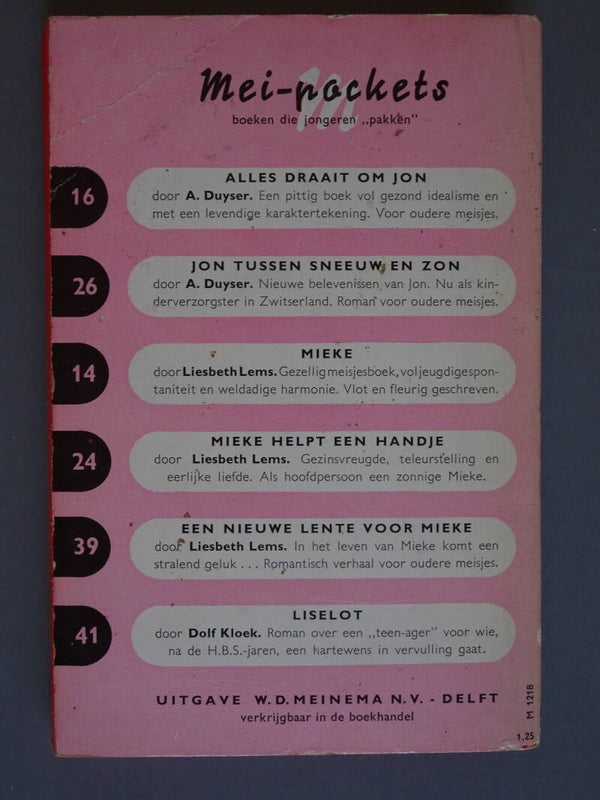 Mei-pockets
boeken die jongeren „pakken"
16
ALLES DRAAIT OM JON
door A. Duyser. Een pittig boek vol gezond idealisme en
met een levendige karaktertekening. Voor oudere meisjes.
26
JON TUSSEN SNEEUW EN ZON
door A. Duyser. Nieuwe belevenissen van Jon. Nu als kin-
derverzorgster in Zwitserland. Roman voor oudere meisjes.
14
MIEKE
door Liesbeth Lems. Gezellig meisjesboek, vol jeugdige spon-
taniteit en weldadige harmonie. Vlot en fleurig geschreven.
24
MIEKE HELPT EEN HANDJE
door Liesbeth Lems. Gezinsvreugde, teleurstelling en
eerlijke liefde. Als hoofdpersoon een zonnige Mieke.
39
EEN NIEUWE LENTE VOOR MIEKE
door Liesbeth Lems. In het leven van Mieke komt een
stralend geluk . . . Romantisch verhaal voor oudere meisjes.
41
LISELOT
door Dolf Kloek. Roman over een „teen-ager" voor wie,
na de H.B.S.-jaren, een hartewens in vervulling gaat.
UITGAVE W. D. MEINEMA N.V. - DELFT
verkrijgbaar in de boekhandel
M 1218
1,25